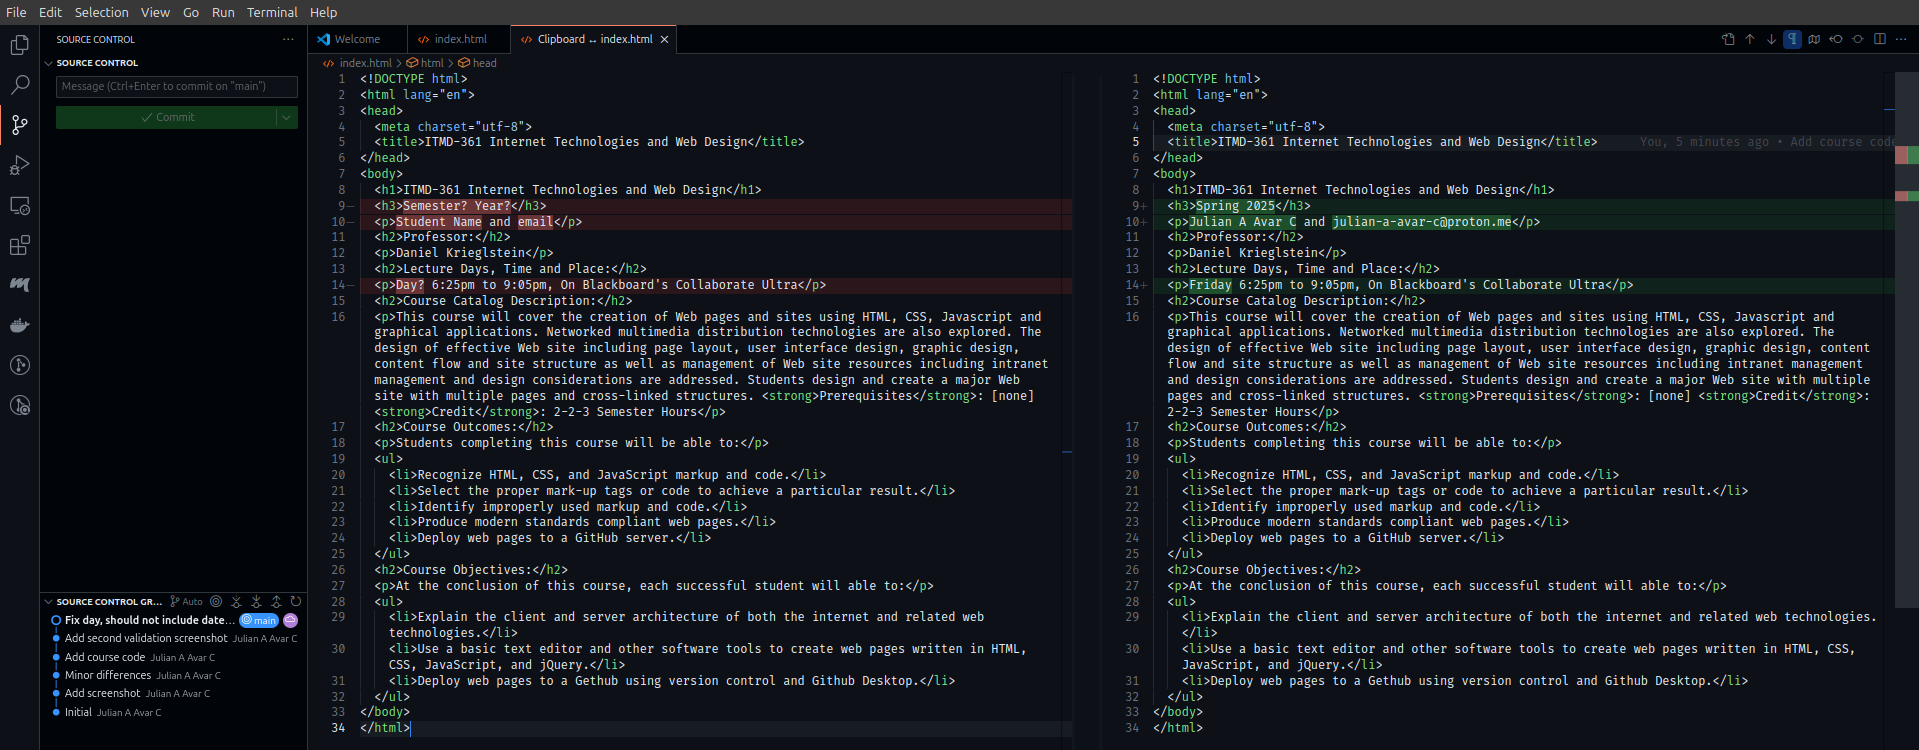 File Edit Selection View Go Run Terminal Help
SOURCE CONTROL
SOURCE CONTROL
Message (Ctrl+Enter to commit on "main")
Commit
SOURCE CONTROL GR... Auto
Fix day, should not include date... main
Add second validation screenshot Julian A Avar C
Add course code Julian A Avar C
Minor differences Julian A Avar C
Add screenshot Julian A Avar C
Initial Julian A Avar C
Welcome index.html Clipboard ↔ index.html
index.html > html > head
1 <!DOCTYPE html>
2 <html lang="en">
3 <head>
4 <meta charset="utf-8">
5 <title>ITMD-361 Internet Technologies and Web Design</title>
6 </head>
7 <body>
8 <h1>ITMD-361 Internet Technologies and Web Design</h1>
9− <h3>Semester? Year?</h3>
10− <p>Student Name and email</p>
11 <h2>Professor:</h2>
12 <p>Daniel Krieglstein</p>
13 <h2>Lecture Days, Time and Place:</h2>
14− <p>Day? 6:25pm to 9:05pm, On Blackboard's Collaborate Ultra</p>
15 <h2>Course Catalog Description:</h2>
16 <p>This course will cover the creation of Web pages and sites using HTML, CSS, Javascript and
graphical applications. Networked multimedia distribution technologies are also explored. The
design of effective Web site including page layout, user interface design, graphic design,
content flow and site structure as well as management of Web site resources including intranet
management and design considerations are addressed. Students design and create a major Web
site with multiple pages and cross-linked structures. <strong>Prerequisites</strong>: [none]
<strong>Credit</strong>: 2-2-3 Semester Hours</p>
17 <h2>Course Outcomes:</h2>
18 <p>Students completing this course will be able to:</p>
19 <ul>
20 <li>Recognize HTML, CSS, and JavaScript markup and code.</li>
21 <li>Select the proper mark-up tags or code to achieve a particular result.</li>
22 <li>Identify improperly used markup and code.</li>
23 <li>Produce modern standards compliant web pages.</li>
24 <li>Deploy web pages to a GitHub server.</li>
25 </ul>
26 <h2>Course Objectives:</h2>
27 <p>At the conclusion of this course, each successful student will able to:</p>
28 <ul>
29 <li>Explain the client and server architecture of both the internet and related web
technologies.</li>
30 <li>Use a basic text editor and other software tools to create web pages written in HTML,
CSS, JavaScript, and jQuery.</li>
31 <li>Deploy web pages to a Gethub using version control and Github Desktop.</li>
32 </ul>
33 </body>
34 </html>
1 <!DOCTYPE html>
2 <html lang="en">
3 <head>
4 <meta charset="utf-8">
5 <title>ITMD-361 Internet Technologies and Web Design</title> You, 5 minutes ago • Add course code
6 </head>
7 <body>
8 <h1>ITMD-361 Internet Technologies and Web Design</h1>
9+ <h3>Spring 2025</h3>
10+ <p>Julian A Avar C and julian-a-avar-c@proton.me</p>
11 <h2>Professor:</h2>
12 <p>Daniel Krieglstein</p>
13 <h2>Lecture Days, Time and Place:</h2>
14+ <p>Friday 6:25pm to 9:05pm, On Blackboard's Collaborate Ultra</p>
15 <h2>Course Catalog Description:</h2>
16 <p>This course will cover the creation of Web pages and sites using HTML, CSS, Javascript and
graphical applications. Networked multimedia distribution technologies are also explored. The
design of effective Web site including page layout, user interface design, graphic design, content
flow and site structure as well as management of Web site resources including intranet management
and design considerations are addressed. Students design and create a major Web site with multiple
pages and cross-linked structures. <strong>Prerequisites</strong>: [none] <strong>Credit</strong>:
2-2-3 Semester Hours</p>
17 <h2>Course Outcomes:</h2>
18 <p>Students completing this course will be able to:</p>
19 <ul>
20 <li>Recognize HTML, CSS, and JavaScript markup and code.</li>
21 <li>Select the proper mark-up tags or code to achieve a particular result.</li>
22 <li>Identify improperly used markup and code.</li>
23 <li>Produce modern standards compliant web pages.</li>
24 <li>Deploy web pages to a GitHub server.</li>
25 </ul>
26 <h2>Course Objectives:</h2>
27 <p>At the conclusion of this course, each successful student will able to:</p>
28 <ul>
29 <li>Explain the client and server architecture of both the internet and related web technologies.
</li>
30 <li>Use a basic text editor and other software tools to create web pages written in HTML, CSS,
JavaScript, and jQuery.</li>
31 <li>Deploy web pages to a Gethub using version control and Github Desktop.</li>
32 </ul>
33 </body>
34 </html>